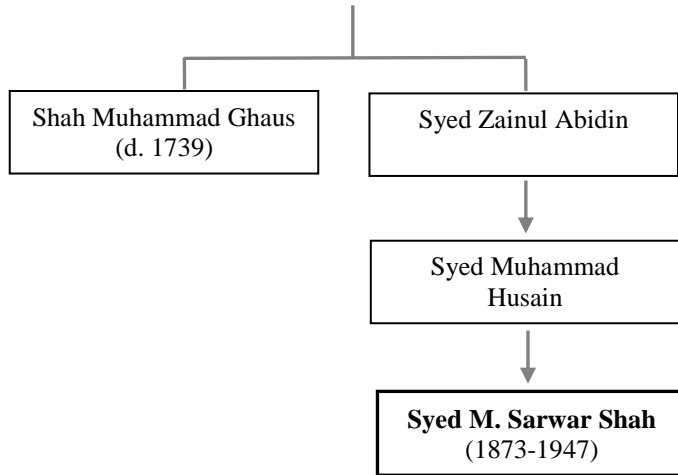 Shah Muhammad Ghaus
(d. 1739)
Syed Zainul Abidin
Syed Muhammad
Husain
Syed M. Sarwar Shah
(1873-1947)